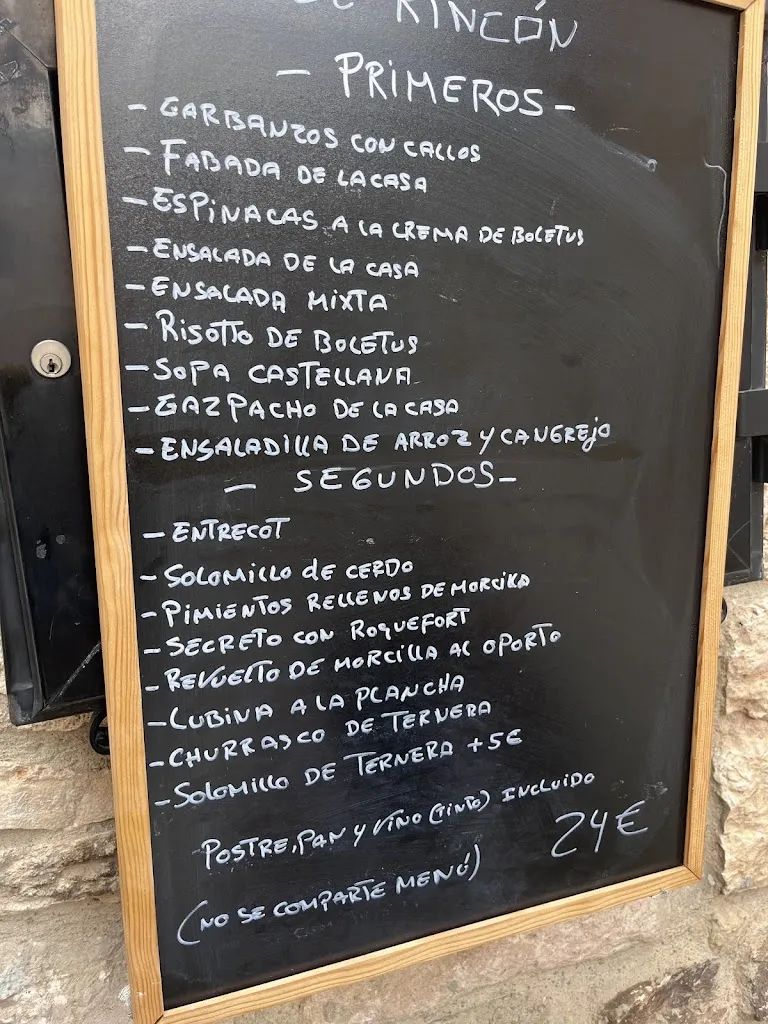 RINCÓN
- PRIMEROS -
- GARBANZOS CON CALLOS
- FABADA DE LA CASA
- ESPINACAS A LA CREMA DE BOLETUS
- ENSALADA DE LA CASA
- ENSALADA MIXTA
- RISOTTO DE BOLETUS
- SOPA CASTELLANA
- GAZPACHO DE LA CASA
- ENSALADILLA DE ARROZ Y CANGREJO
- SEGUNDOS -
- ENTRECOT
- SOLOMILLO de CERDO
- PIMIENTOS RELLENOS DE MORCILLA
- SECRETO CON ROQUEFORT
- REVUELTO DE MORCILLA AL OPORTO
- LUBINA A LA PLANCHA
- CHURRASCO DE TERNERA
- SOLOMILLO DE TERNERA +5€
POSTRE, PAN Y VINO (TINTO) INCLUIDO
24€
(NO SE COMPARTE MENÚ)